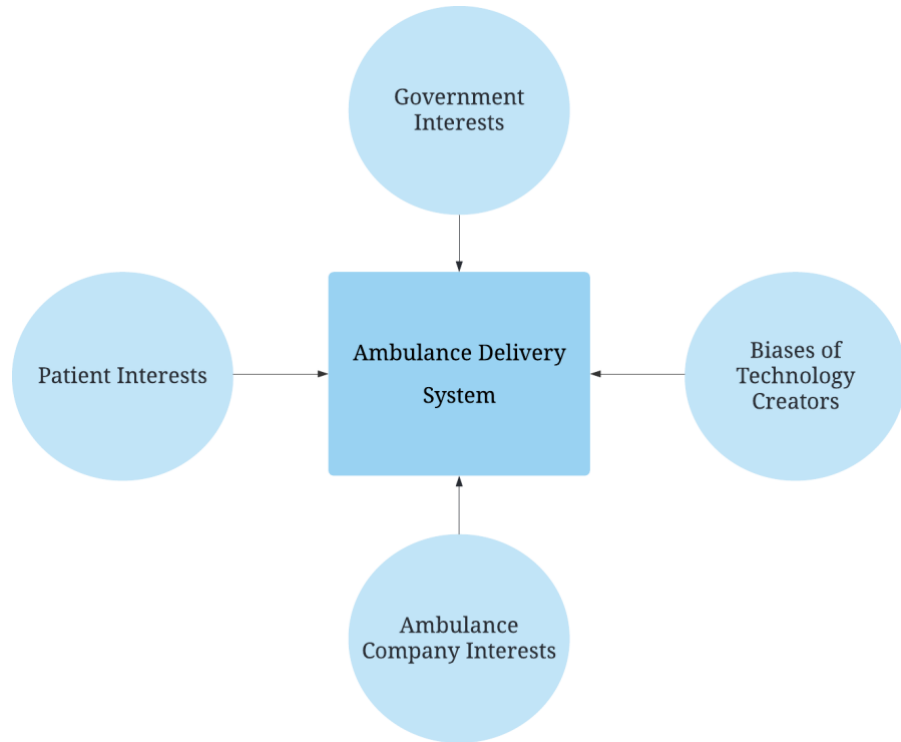 Government
Interests
Patient Interests
Ambulance Delivery
System
Biases of
Technology
Creators
Ambulance
Company Interests